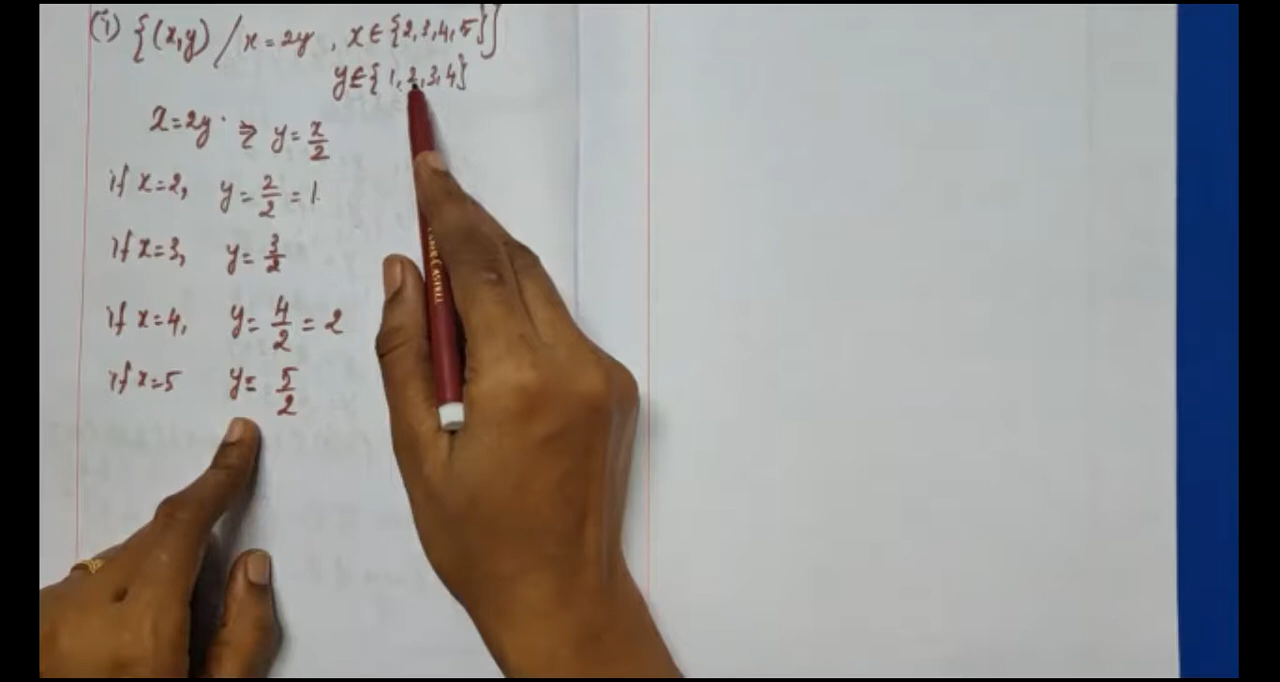 (i) {(x,y) / x = 2y , x ∈ {2,3,4,5}}
y ∈ { 1,2,3,4}
x = 2y ⇒ y = x/2
if x=2, y = 2/2 = 1.
if x=3, y = 3/2
if x=4, y = 4/2 = 2
if x=5 y = 5/2